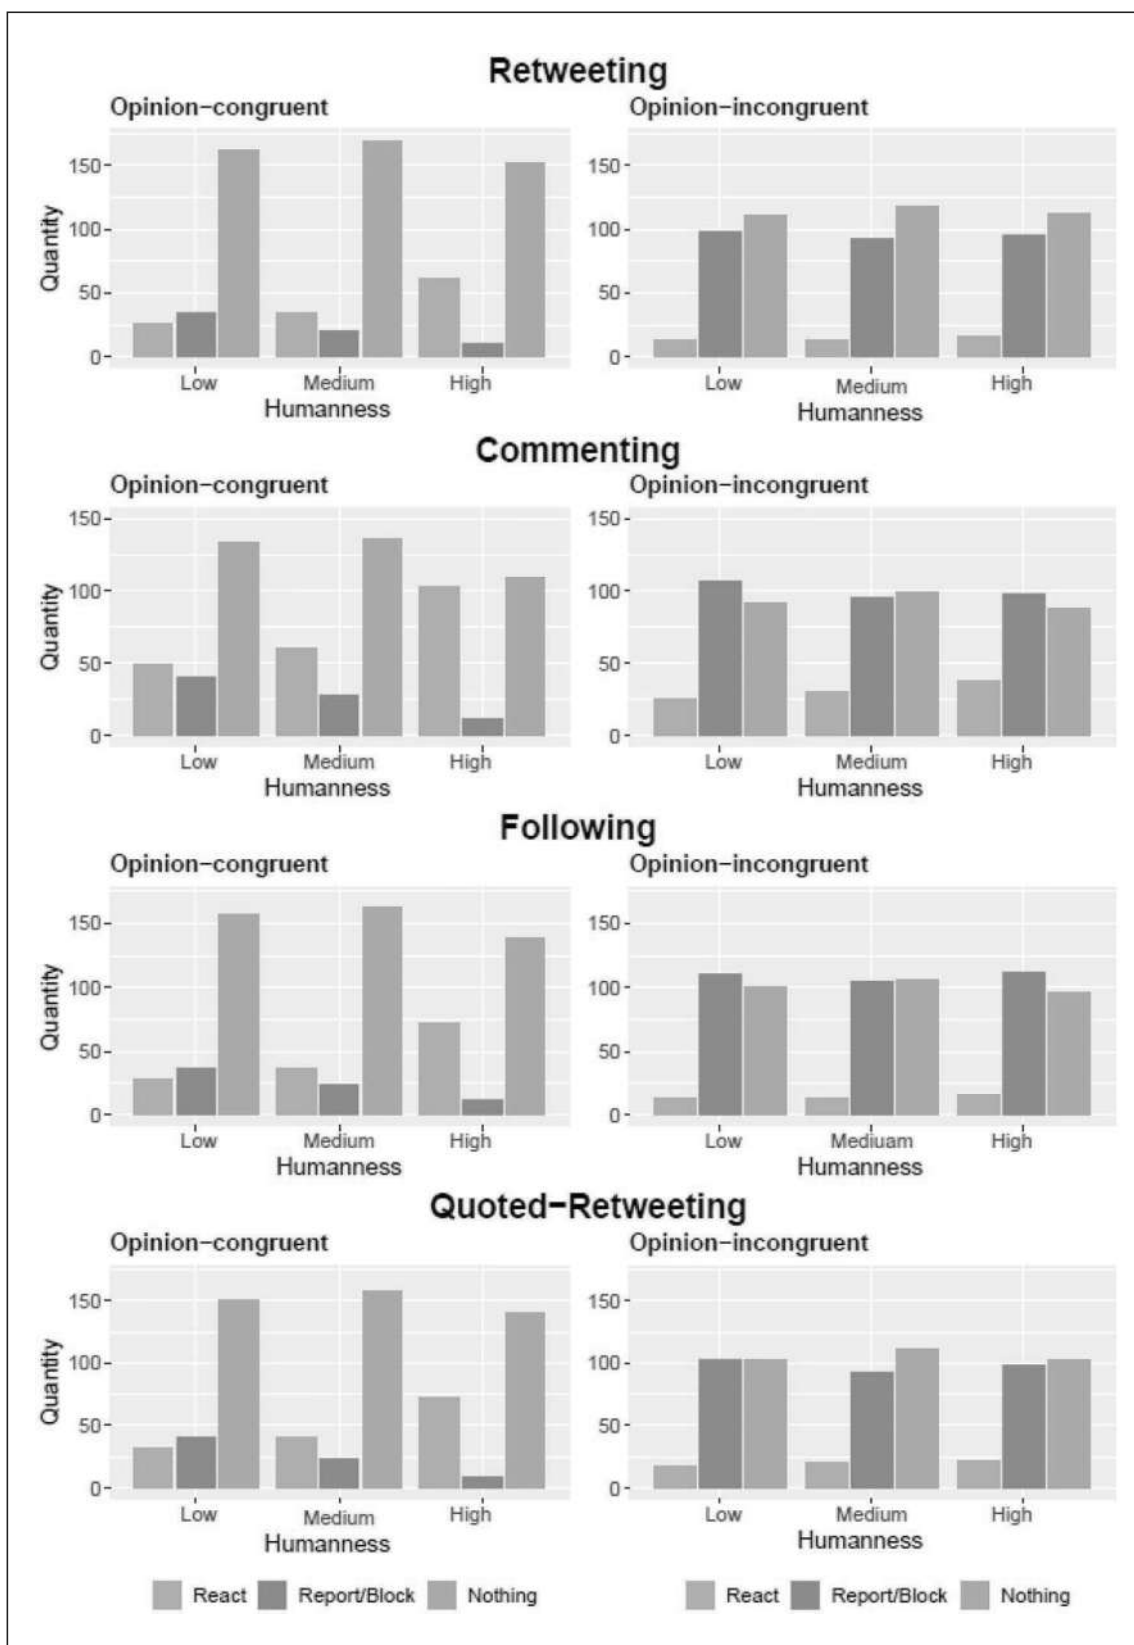 Retweeting
Opinion-congruent Opinion-incongruent
Quantity
150 150
100 100
50 50
0 0
Low Medium High Low Medium High
Humanness Humanness
Commenting
Opinion-congruent Opinion-incongruent
Quantity
150 150
100 100
50 50
0 0
Low Medium High Low Medium High
Humanness Humanness
Following
Opinion-congruent Opinion-incongruent
Quantity
150 150
100 100
50 50
0 0
Low Medium High Low Mediuam High
Humanness Humanness
Quoted-Retweeting
Opinion-congruent Opinion-incongruent
Quantity
150 150
100 100
50 50
0 0
Low Medium High Low Medium High
Humanness Humanness
React Report/Block Nothing React Report/Block Nothing